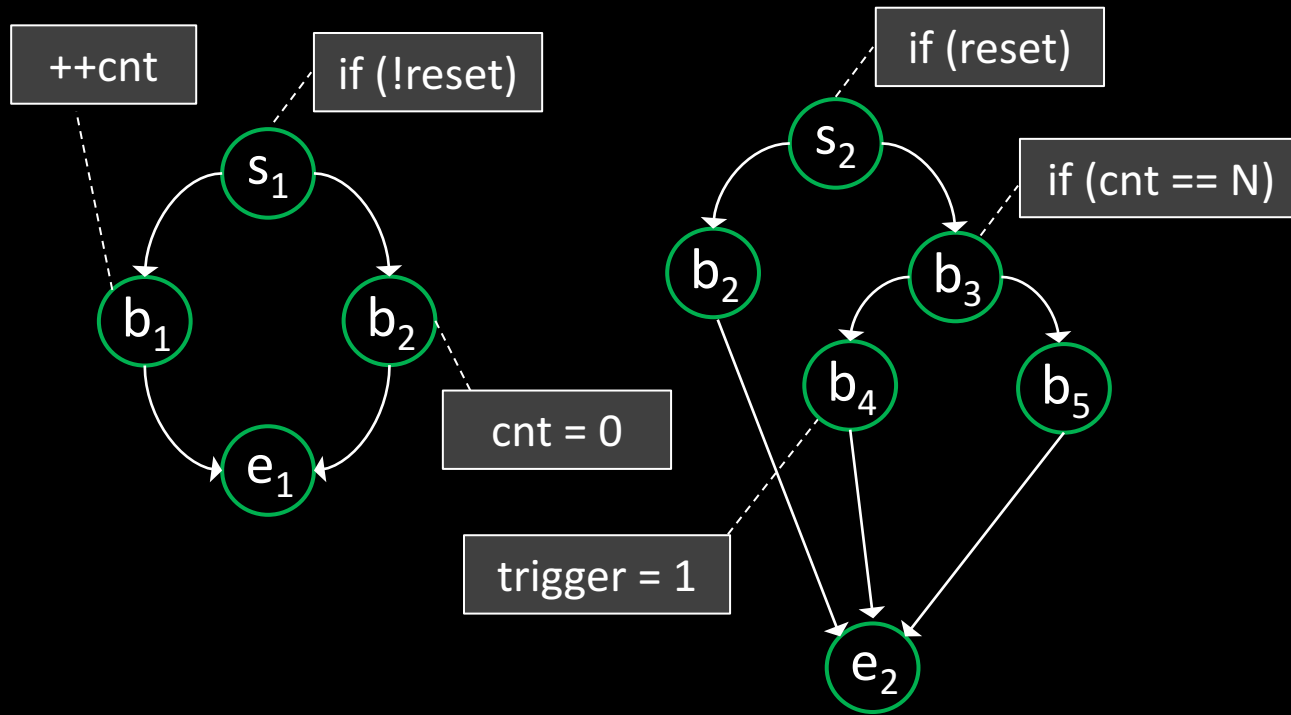 ++cnt
if (!reset)
s₁
b₁
b₂
cnt = 0
e₁
if (reset)
s₂
if (cnt == N)
b₂
b₃
b₄
b₅
trigger = 1
e₂